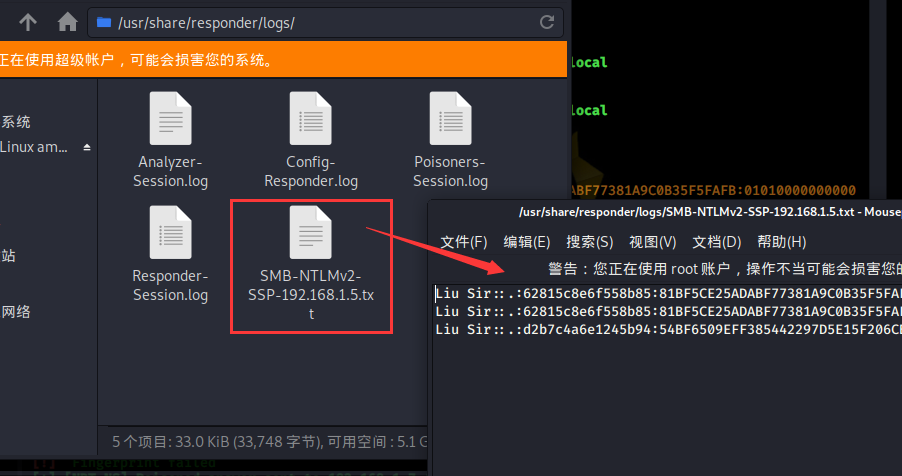 /usr/share/responder/logs/
正在使用超级帐户，可能会损害您的系统。
系统
Linux am...
站
网络
Analyzer-
Session.log
Config-
Responder.log
Poisoners-
Session.log
Responder-
Session.log
SMB-NTLMv2-
SSP-192.168.1.5.tx
t
5 个项目: 33.0 KiB (33,748 字节), 可用空间 : 5.1 G
local
local
ABF77381A9C0B35F5FAFB:01010000000000
/usr/share/responder/logs/SMB-NTLMv2-SSP-192.168.1.5.txt - Mouse
文件(F) 编辑(E) 搜索(S) 视图(V) 文档(D) 帮助(H)
警告：您正在使用 root 账户，操作不当可能会损害您的
Liu Sir::.:62815c8e6f558b85:81BF5CE25ADABF77381A9C0B35F5FAF
Liu Sir::.:62815c8e6f558b85:81BF5CE25ADABF77381A9C0B35F5FAF
Liu Sir::.:d2b7c4a6e1245b94:54BF6509EFF385442297D5E15F206CE
Fingerprint failed